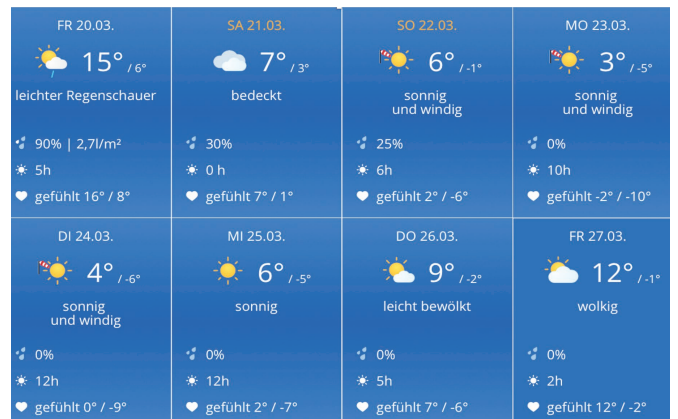 FR 20.03.
15° / 6°
leichter Regenschauer
90% | 2,7l/m²
5h
gefühlt 16° / 8°
SA 21.03.
7° / 3°
bedeckt
30%
0 h
gefühlt 7° / 1°
SO 22.03.
6° / -1°
sonnig
und windig
25%
6h
gefühlt 2° / -6°
MO 23.03.
3° / -5°
sonnig
und windig
0%
10h
gefühlt -2° / -10°
DI 24.03.
4° / -6°
sonnig
und windig
0%
12h
gefühlt 0° / -9°
MI 25.03.
6° / -5°
sonnig
0%
12h
gefühlt 2° / -7°
DO 26.03.
9° / -2°
leicht bewölkt
0%
5h
gefühlt 7° / -6°
FR 27.03.
12° / -1°
wolkig
0%
2h
gefühlt 12° / -2°